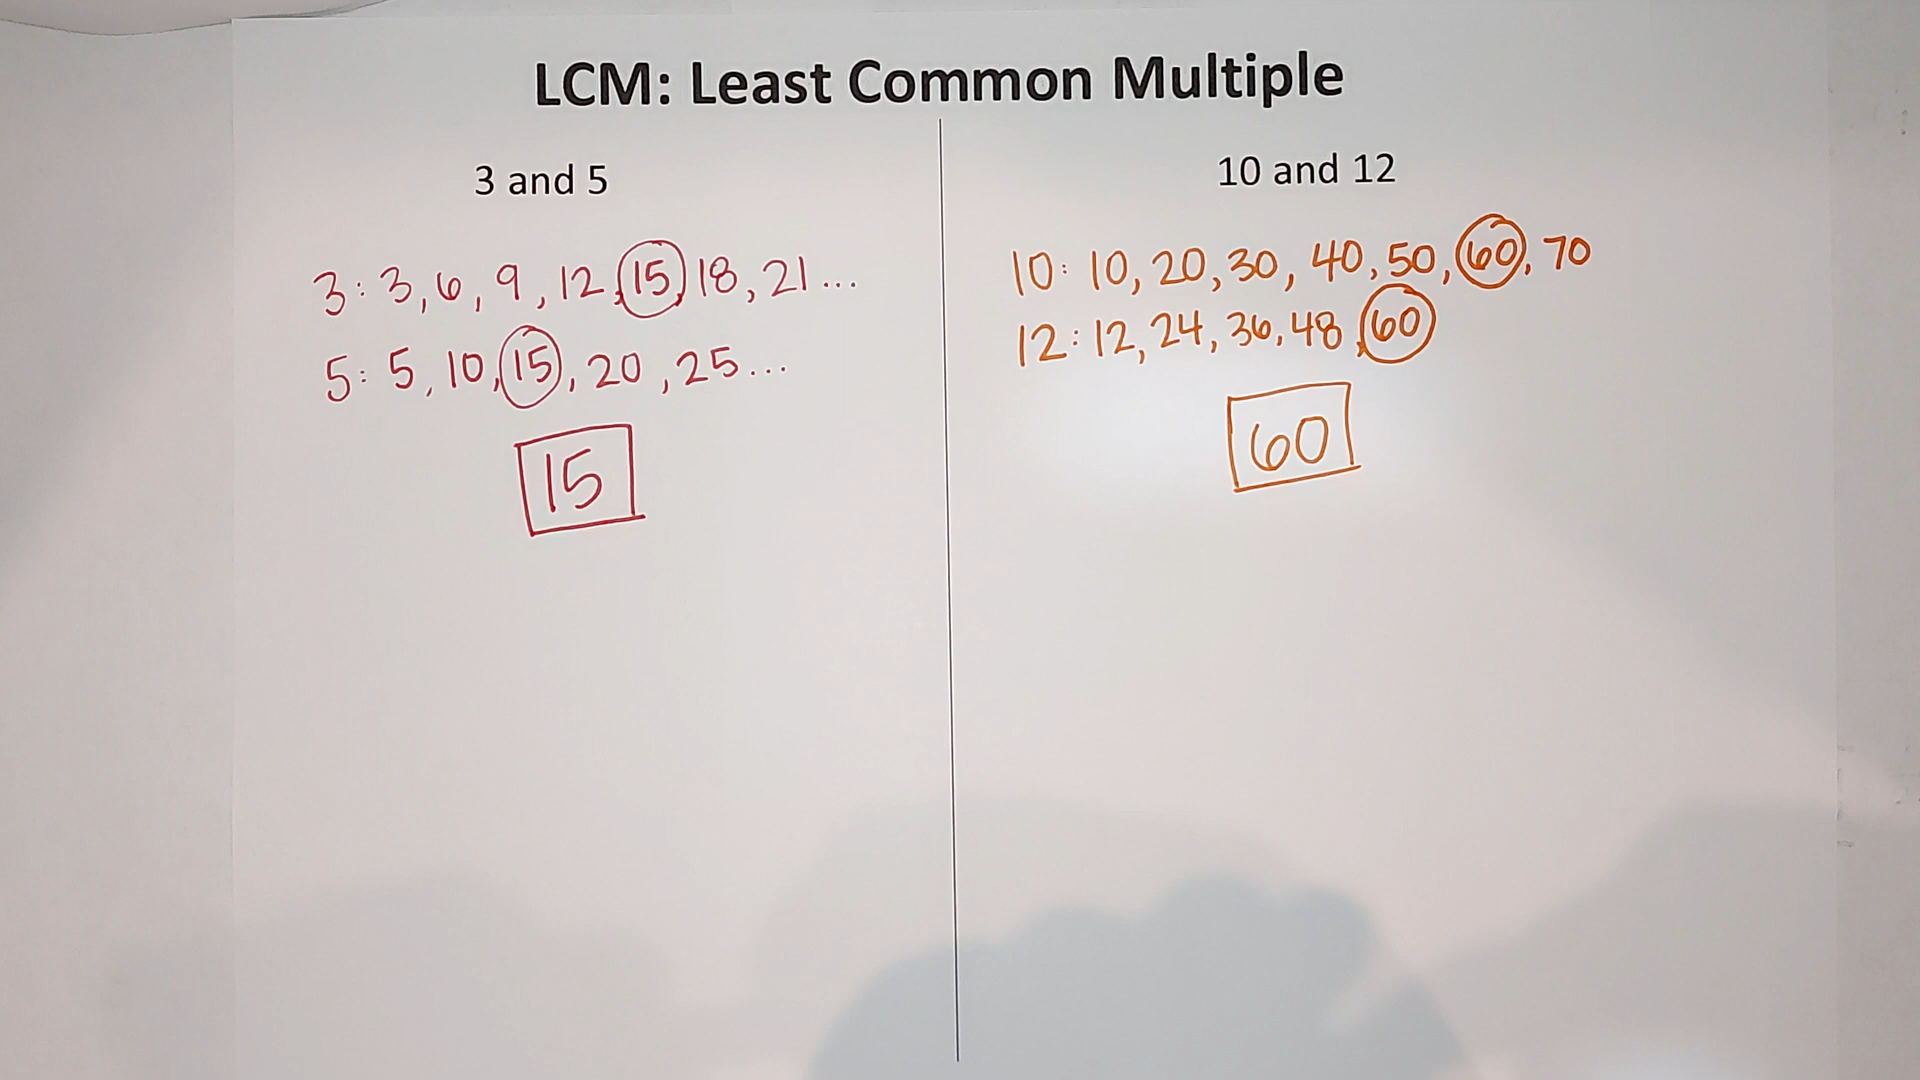 LCM: Least Common Multiple
3 and 5
3: 3, 6, 9, 12, 15, 18, 21...
5: 5, 10, 15, 20, 25...
15
10 and 12
10: 10, 20, 30, 40, 50, 60, 70
12: 12, 24, 36, 48, 60
60